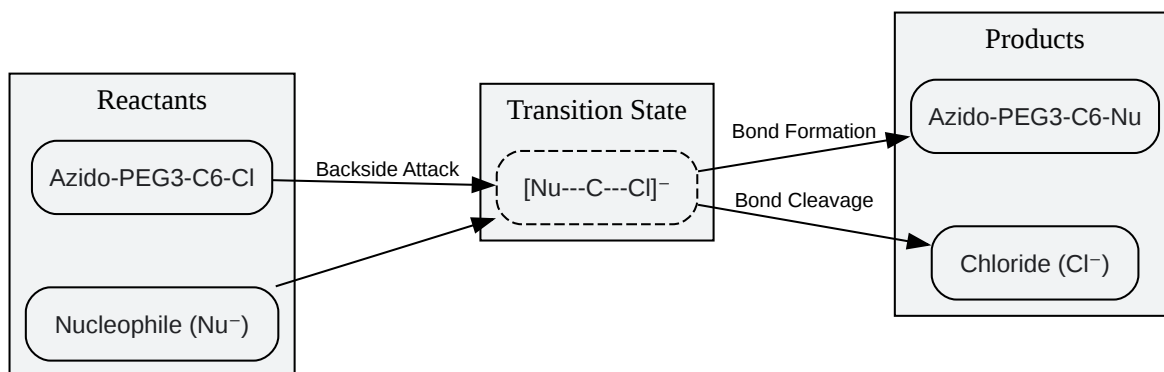 Reactants
Azido-PEG3-C6-Cl
Nucleophile (Nu⁻)
Backside Attack
Transition State
[Nu---C---Cl]⁻
Bond Formation
Bond Cleavage
Products
Azido-PEG3-C6-Nu
Chloride (Cl⁻)